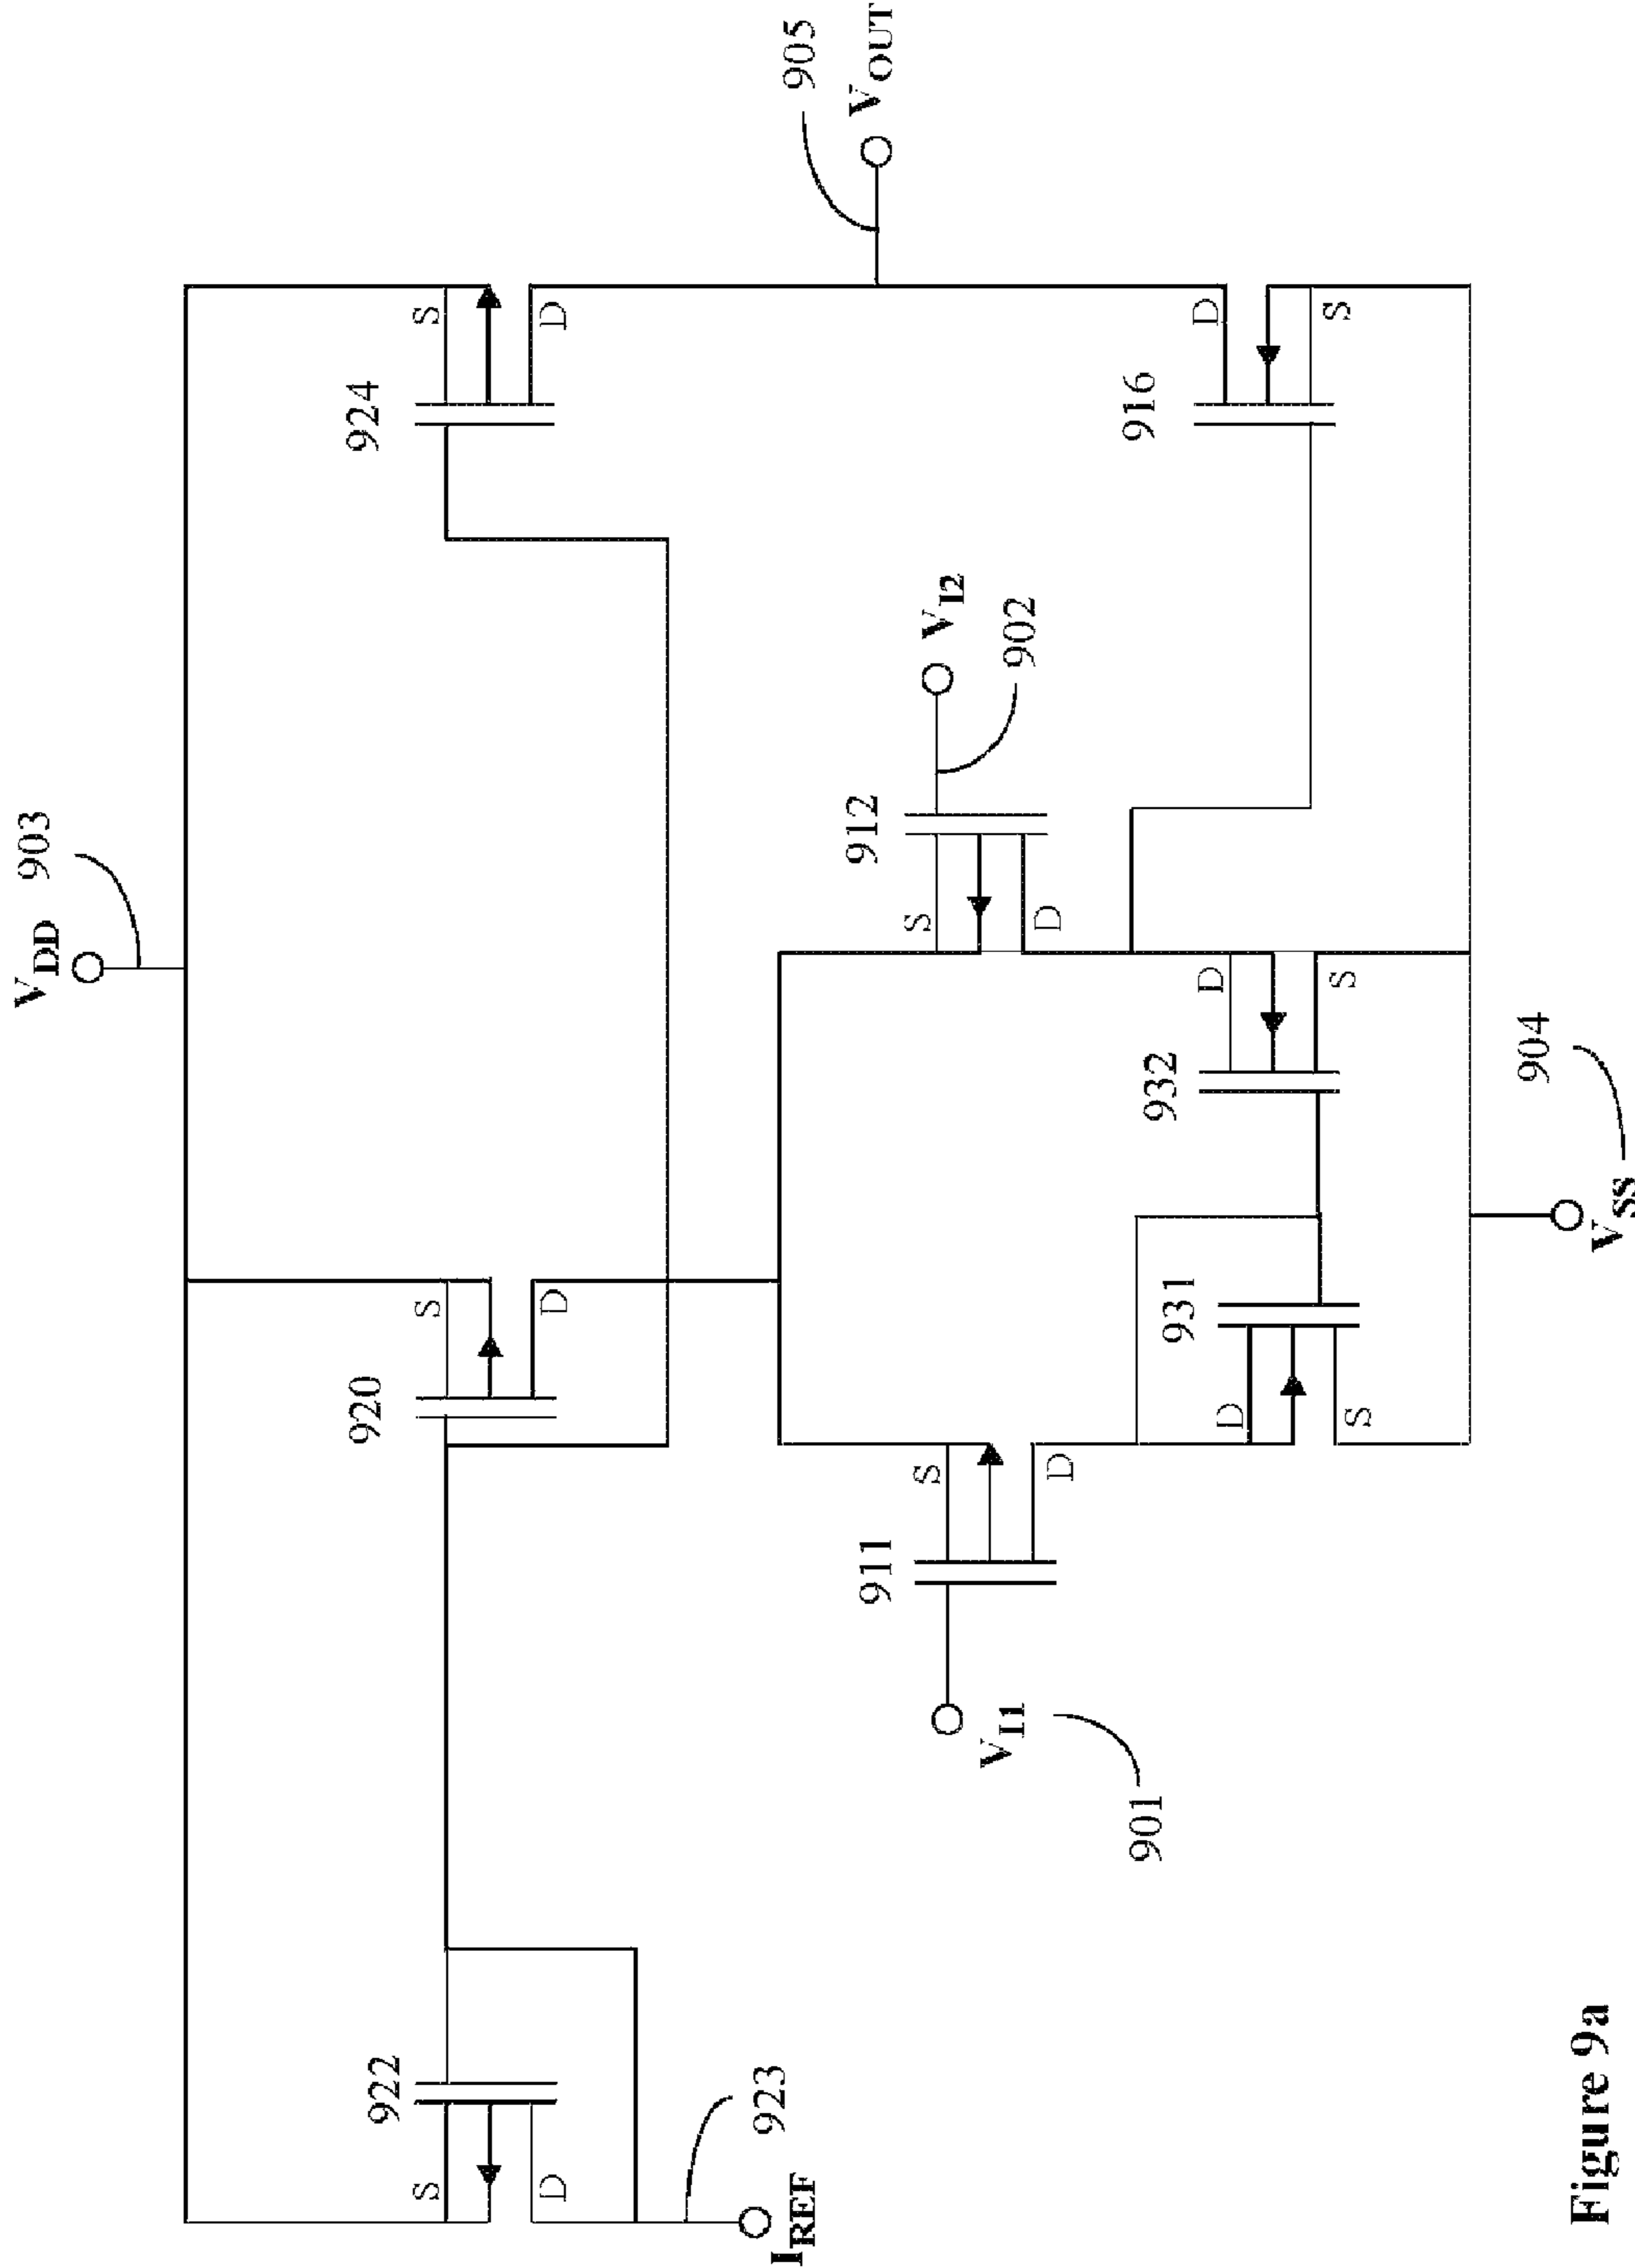 V_DD
903
S
D
922
923
I_REF
S
D
920
S
D
924
905
V_OUT
V_I1
901
911
S
D
S
D
912
V_I2
902
D
S
931
D
S
932
D
S
916
V_SS
904
Figure 9a